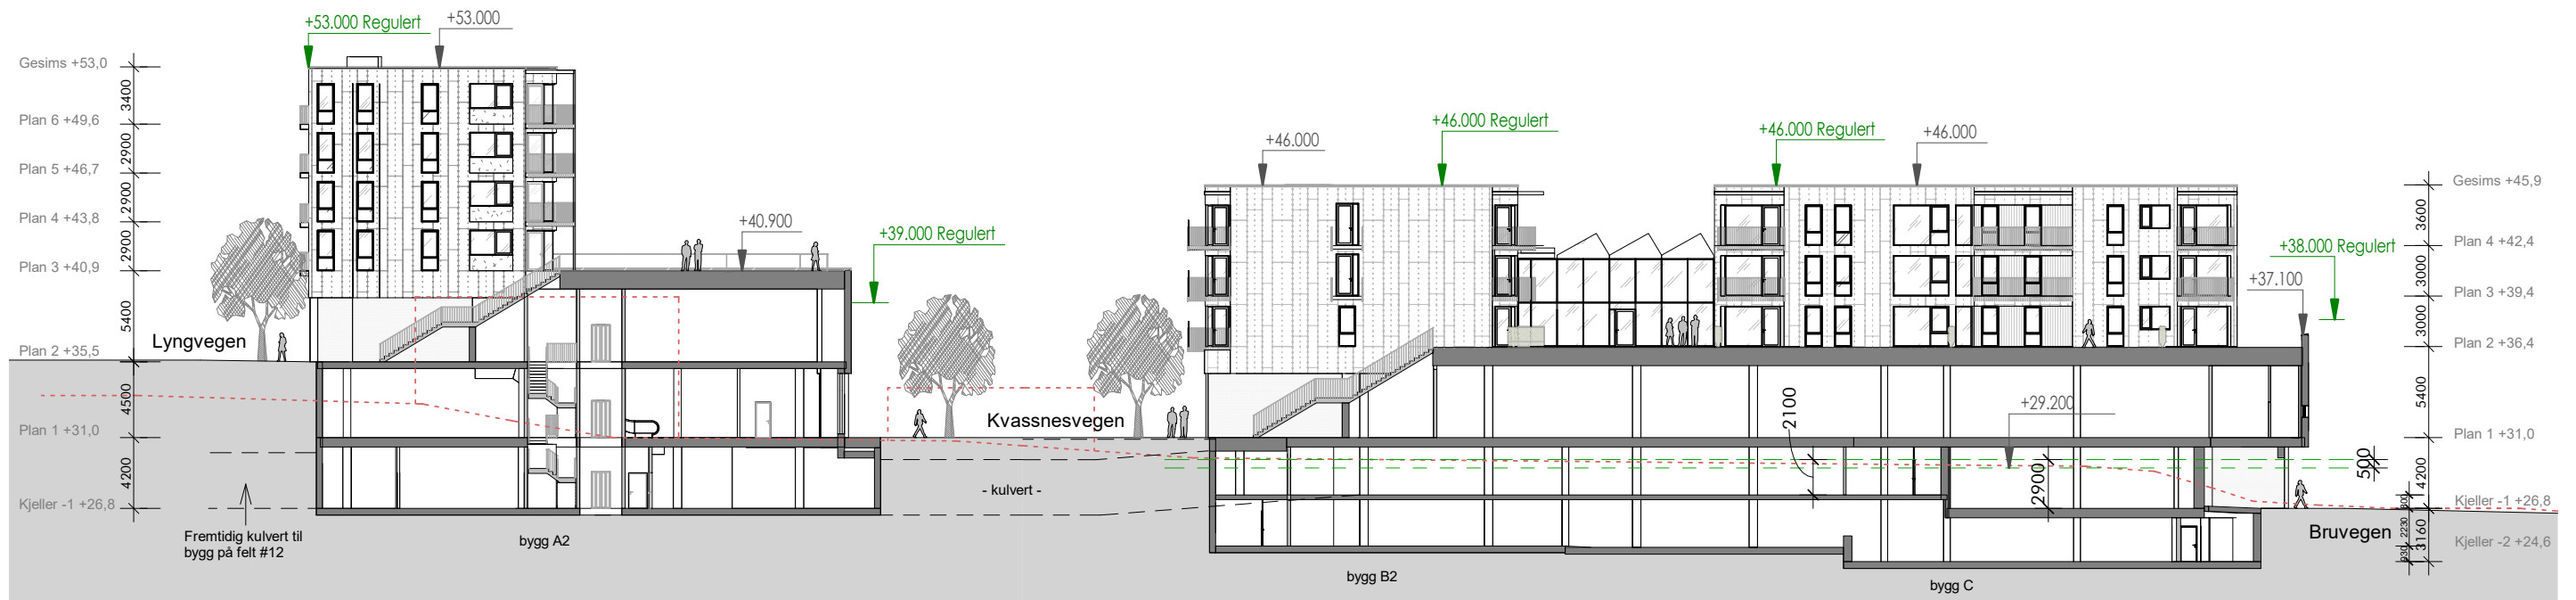 +53.000 Regulert
+53.000
Gesims +53,0
3400
Plan 6 +49,6
2900
Plan 5 +46,7
2900
Plan 4 +43,8
2900
Plan 3 +40,9
5400
Lyngvegen
Plan 2 +35,5
4500
Plan 1 +31,0
4200
Kjeller -1 +26,8
Fremtidig kulvert til
bygg på felt #12
bygg A2
+40.900
+39.000 Regulert
Kvassnesvegen
- kulvert -
+46.000
+46.000 Regulert
+46.000 Regulert
+46.000
Gesims +45,9
3600
+38.000 Regulert
Plan 4 +42,4
+37.100
3000
Plan 3 +39,4
3000
Plan 2 +36,4
5400
2100
+29.200
Plan 1 +31,0
500
2900
4200
Kjeller -1 +26,8
800
2230
3160
930
Bruvegen
Kjeller -2 +24,6
bygg B2
bygg C